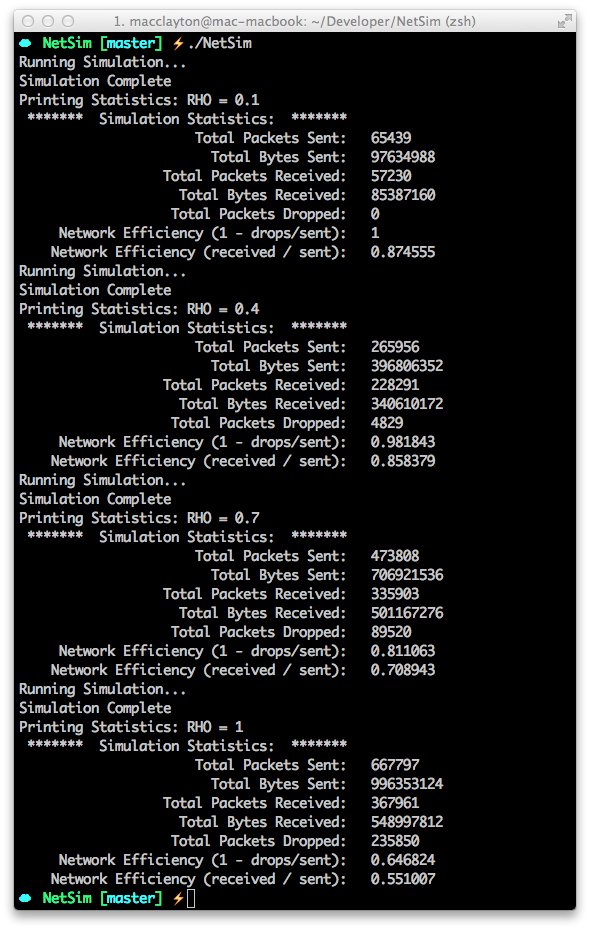 1. macclayton@mac-macbook: ~/Developer/NetSim (zsh)
NetSim [master] ⚡./NetSim
Running Simulation...
Simulation Complete
Printing Statistics: RHO = 0.1
******* Simulation Statistics: *******
Total Packets Sent: 65439
Total Bytes Sent: 97634988
Total Packets Received: 57230
Total Bytes Received: 85387160
Total Packets Dropped: 0
Network Efficiency (1 - drops/sent): 1
Network Efficiency (received / sent): 0.874555
Running Simulation...
Simulation Complete
Printing Statistics: RHO = 0.4
******* Simulation Statistics: *******
Total Packets Sent: 265956
Total Bytes Sent: 396806352
Total Packets Received: 228291
Total Bytes Received: 340610172
Total Packets Dropped: 4829
Network Efficiency (1 - drops/sent): 0.981843
Network Efficiency (received / sent): 0.858379
Running Simulation...
Simulation Complete
Printing Statistics: RHO = 0.7
******* Simulation Statistics: *******
Total Packets Sent: 473808
Total Bytes Sent: 706921536
Total Packets Received: 335903
Total Bytes Received: 501167276
Total Packets Dropped: 89520
Network Efficiency (1 - drops/sent): 0.811063
Network Efficiency (received / sent): 0.708943
Running Simulation...
Simulation Complete
Printing Statistics: RHO = 1
******* Simulation Statistics: *******
Total Packets Sent: 667797
Total Bytes Sent: 996353124
Total Packets Received: 367961
Total Bytes Received: 548997812
Total Packets Dropped: 235850
Network Efficiency (1 - drops/sent): 0.646824
Network Efficiency (received / sent): 0.551007
NetSim [master] ⚡